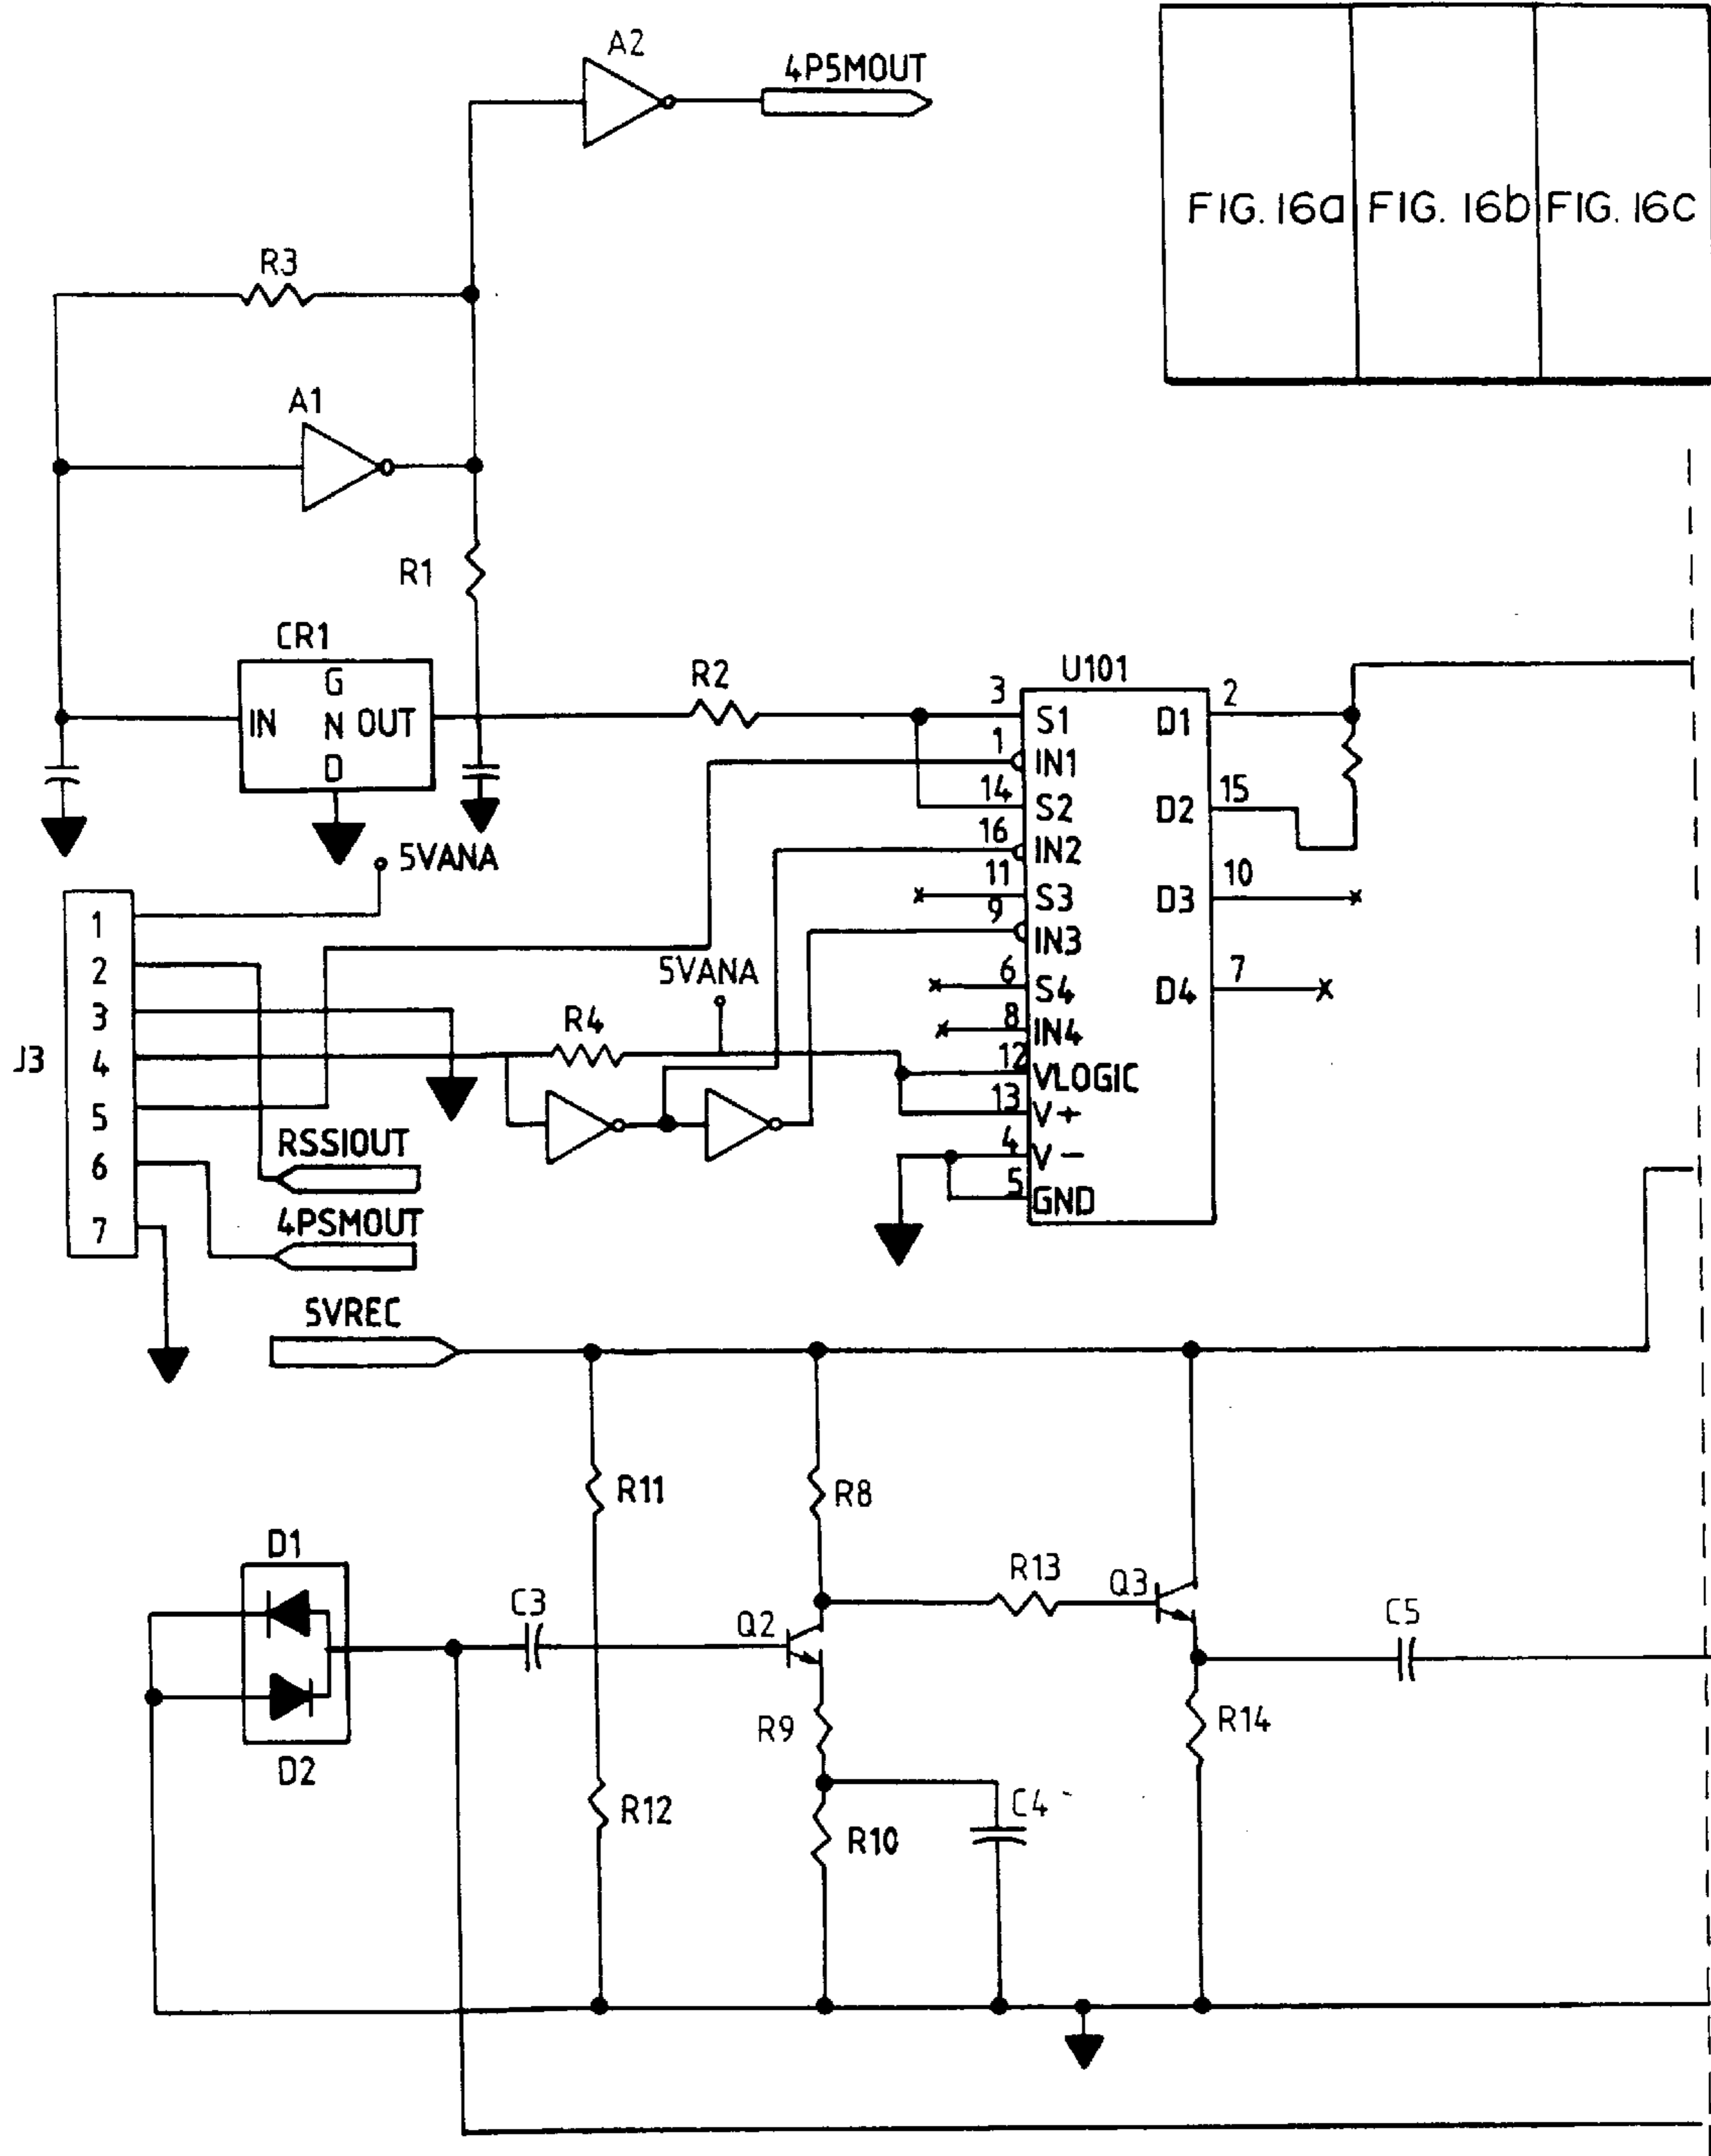 A2
4P5MOUT
FIG. 16a FIG. 16b FIG. 16c
R3
A1
R1
CR1
G
IN N OUT
D
R2
U101
3 S1 D1 2
1 IN1
14 S2 D2 15
16 IN2
11 S3 D3 10
9 IN3
6 S4 D4 7
8 IN4
12 VLOGIC
13 V+
4 V-
5 GND
5VANA
J3
1
2
3
4
5
6
7
5VANA
R4
RSSIOUT
4PSMOUT
5VREC
R11
R8
D1
D2
C3
Q2
R13
Q3
C5
R9
R14
R12
R10
C4